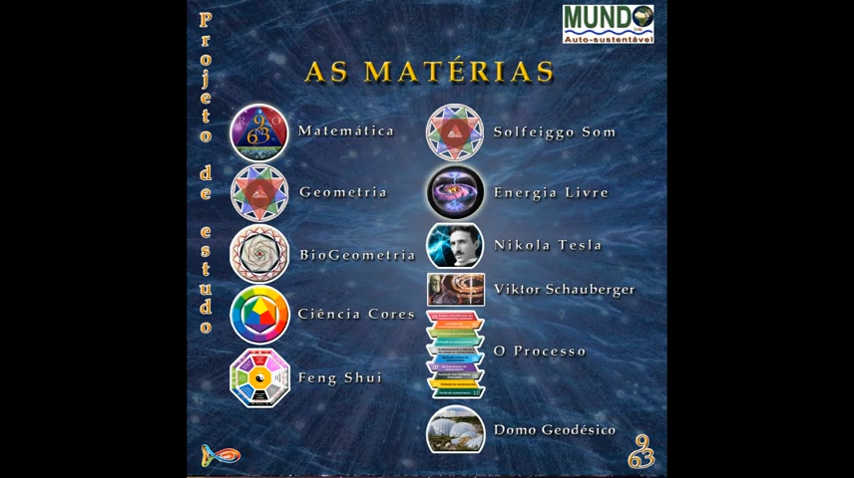 Projeto de estudo
MUNDO
Auto-sustentável
AS MATÉRIAS
Matemática
Geometria
BioGeometria
Ciência Cores
Feng Shui
Solfeiggo Som
Energia Livre
Nikola Tesla
Viktor Schauberger
O Processo
Domo Geodésico
963